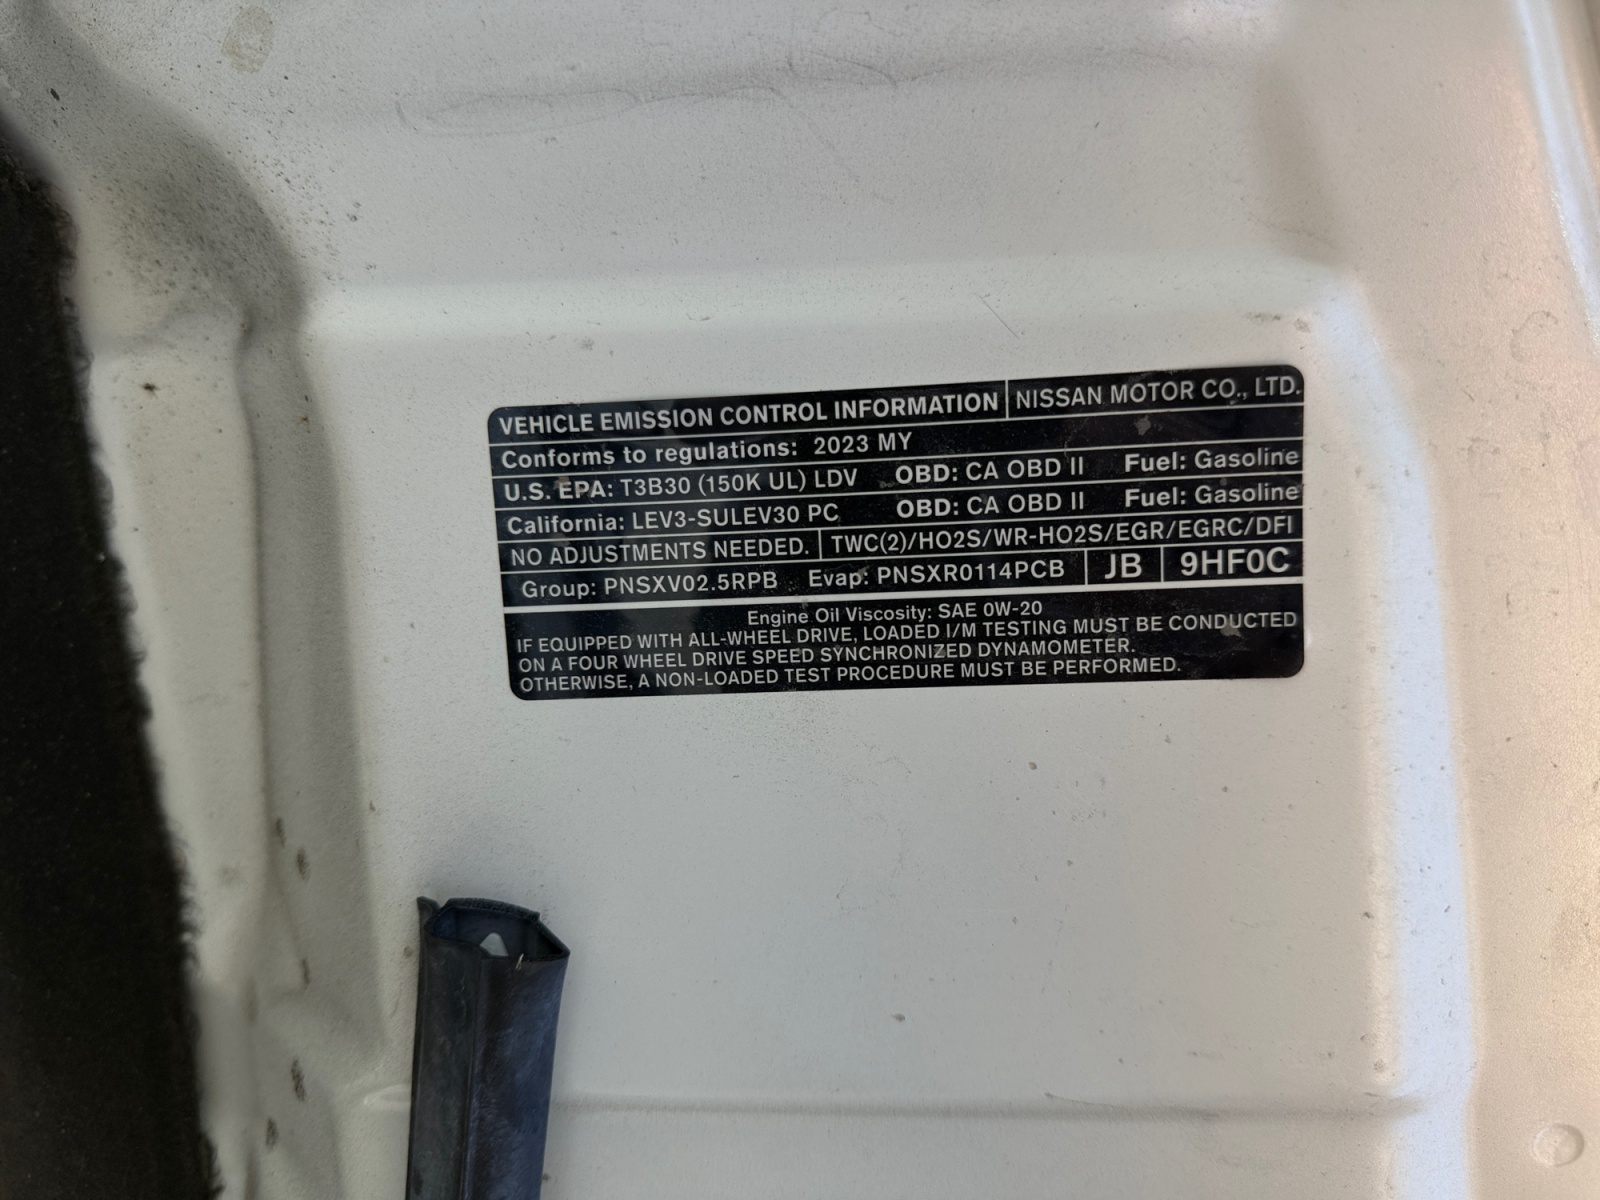 VEHICLE EMISSION CONTROL INFORMATION NISSAN MOTOR CO., LTD.
Conforms to regulations: 2023 MY
U.S. EPA: T3B30 (150K UL) LDV OBD: CA OBD II Fuel: Gasoline
California: LEV3-SULEV30 PC OBD: CA OBD II Fuel: Gasoline
NO ADJUSTMENTS NEEDED. TWC(2)/HO2S/WR-HO2S/EGR/EGRC/DFI
Group: PNSXV02.5RPB Evap: PNSXR0114PCB JB 9HF0C
Engine Oil Viscosity: SAE 0W-20
IF EQUIPPED WITH ALL-WHEEL DRIVE, LOADED I/M TESTING MUST BE CONDUCTED
ON A FOUR WHEEL DRIVE SPEED SYNCHRONIZED DYNAMOMETER.
OTHERWISE, A NON-LOADED TEST PROCEDURE MUST BE PERFORMED.